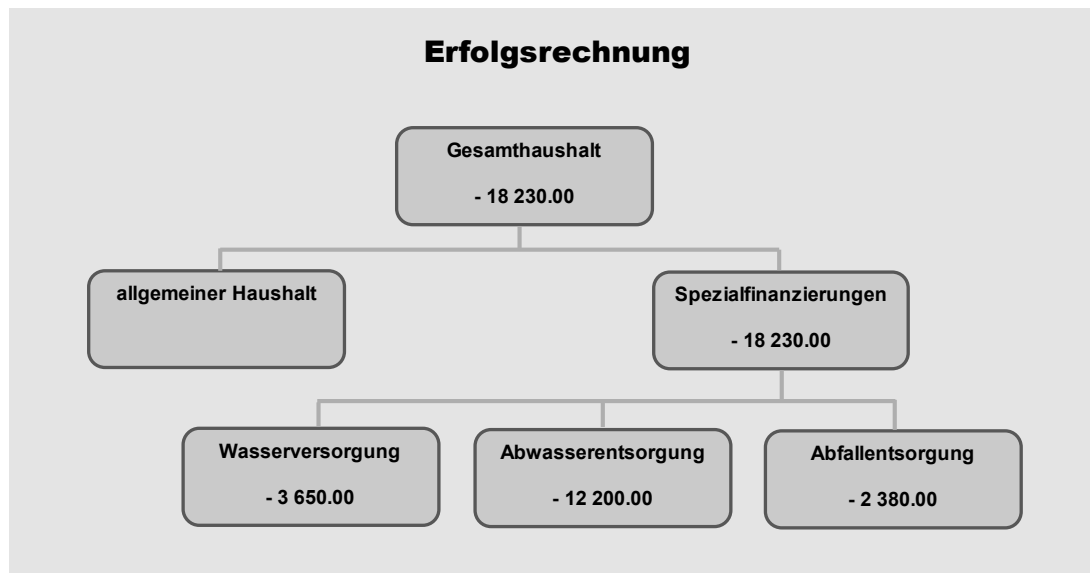 Erfolgsrechnung
Gesamthaushalt
- 18 230.00
allgemeiner Haushalt
Spezialfinanzierungen
- 18 230.00
Wasserversorgung
- 3 650.00
Abwasserentsorgung
- 12 200.00
Abfallentsorgung
- 2 380.00